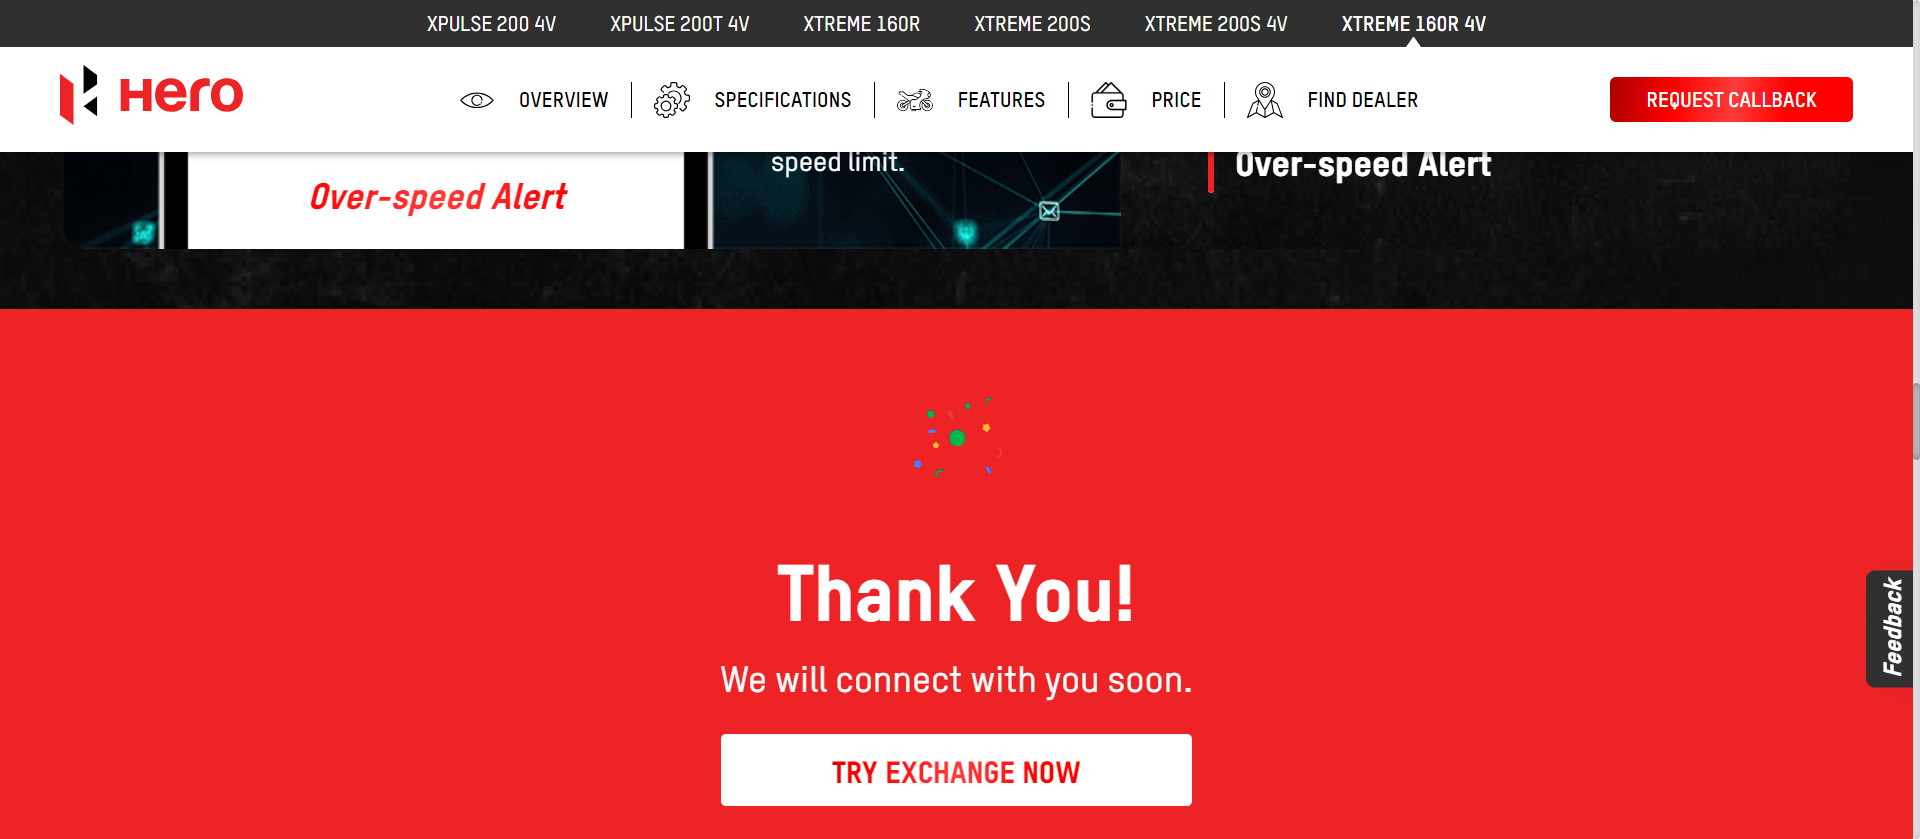 XPULSE 200 4V
XPULSE 200T 4V
XTREME 160R
XTREME 200S
XTREME 200S 4V
XTREME 160R 4V
Hero
OVERVIEW
SPECIFICATIONS
FEATURES
PRICE
FIND DEALER
REQUEST CALLBACK
Over-speed Alert
speed limit.
Over-speed Alert
Thank You!
We will connect with you soon.
TRY EXCHANGE NOW
Feedback